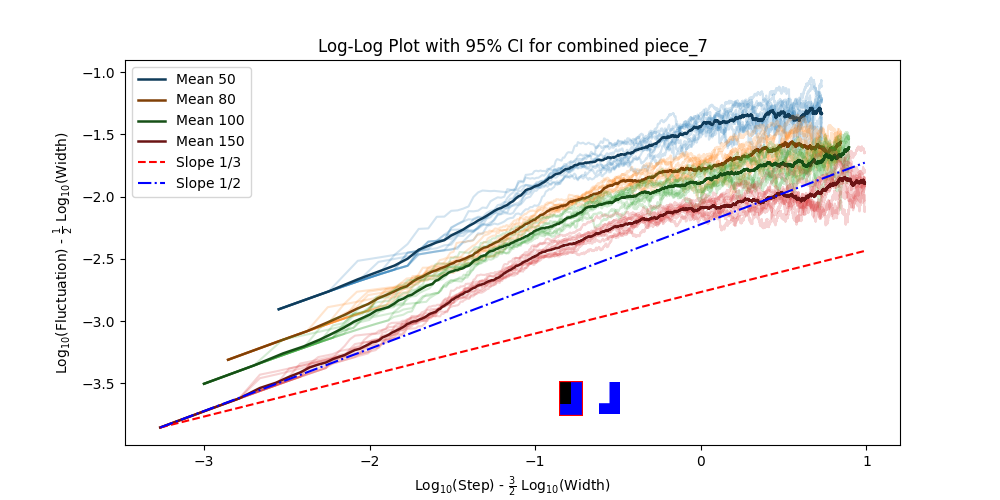 Log-Log Plot with 95% CI for combined piece_7
Log₁₀(Fluctuation) - ½ Log₁₀(Width)
−1.0
−1.5
−2.0
−2.5
−3.0
−3.5
Mean 50
Mean 80
Mean 100
Mean 150
Slope 1/3
Slope 1/2
−3
−2
−1
0
1
Log₁₀(Step) - 3/2 Log₁₀(Width)